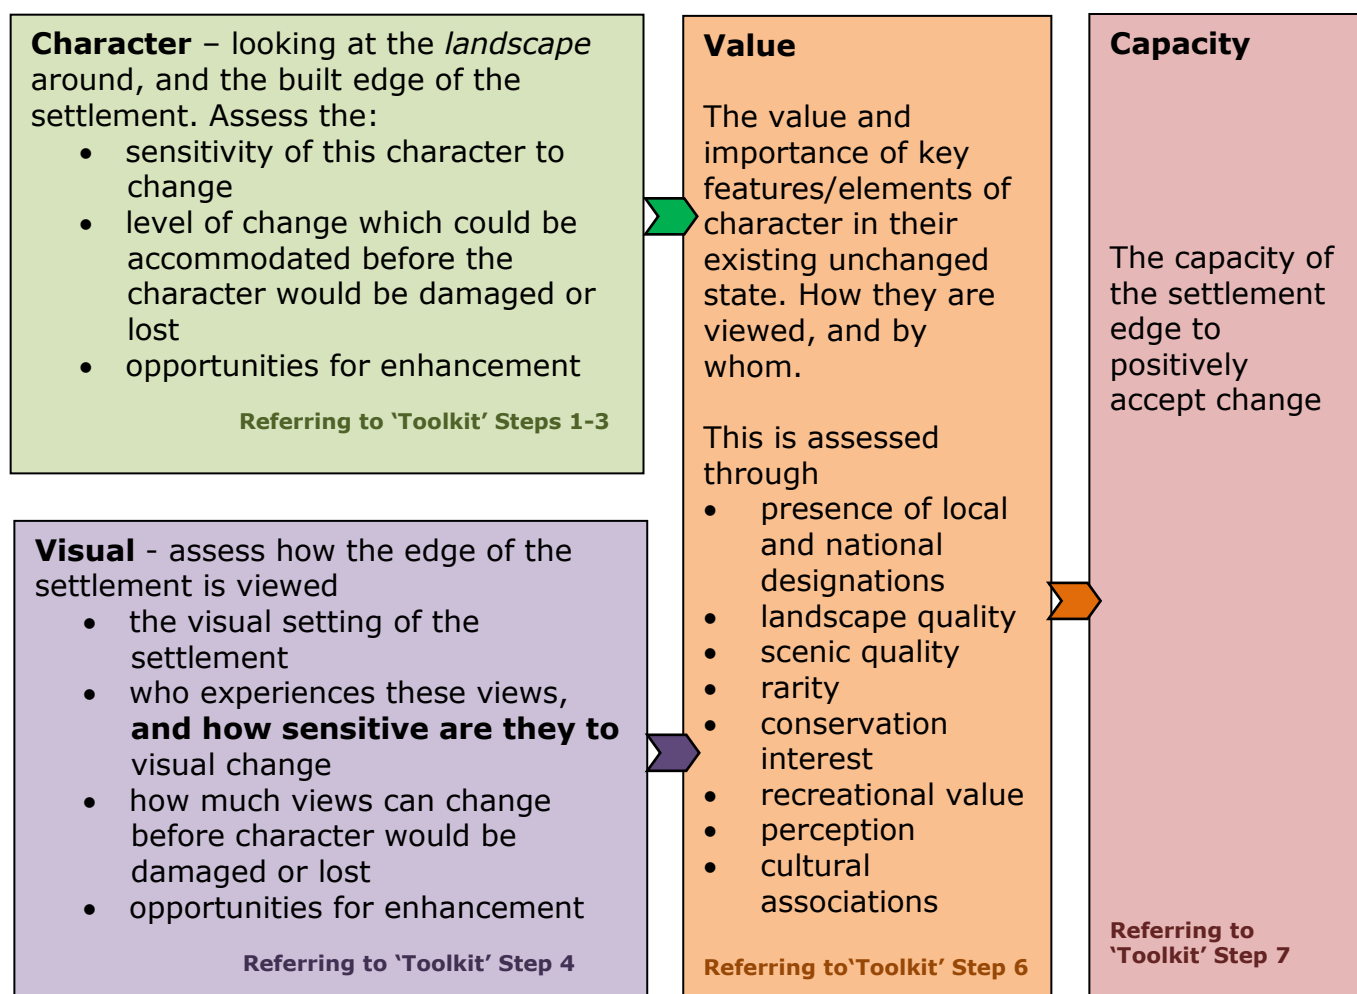 Character – looking at the landscape
around, and the built edge of the
settlement. Assess the:
• sensitivity of this character to
change
• level of change which could be
accommodated before the
character would be damaged or
lost
• opportunities for enhancement
Referring to ‘Toolkit’ Steps 1-3
Visual - assess how the edge of the
settlement is viewed
• the visual setting of the
settlement
• who experiences these views,
and how sensitive are they to
visual change
• how much views can change
before character would be
damaged or lost
• opportunities for enhancement
Referring to ‘Toolkit’ Step 4
Value
The value and
importance of key
features/elements of
character in their
existing unchanged
state. How they are
viewed, and by
whom.
This is assessed
through
• presence of local
and national
designations
• landscape quality
• scenic quality
• rarity
• conservation
interest
• recreational value
• perception
• cultural
associations
Referring to‘Toolkit’ Step 6
Capacity
The capacity of
the settlement
edge to
positively
accept change
Referring to
‘Toolkit’ Step 7